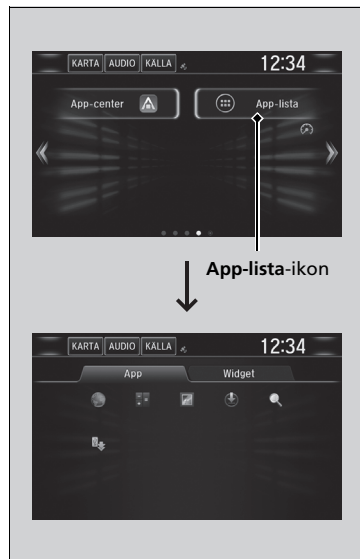 KARTA AUDIO KÄLLA 12:34
App-center App-lista
App-lista-ikon
KARTA AUDIO KÄLLA 12:34
App Widget